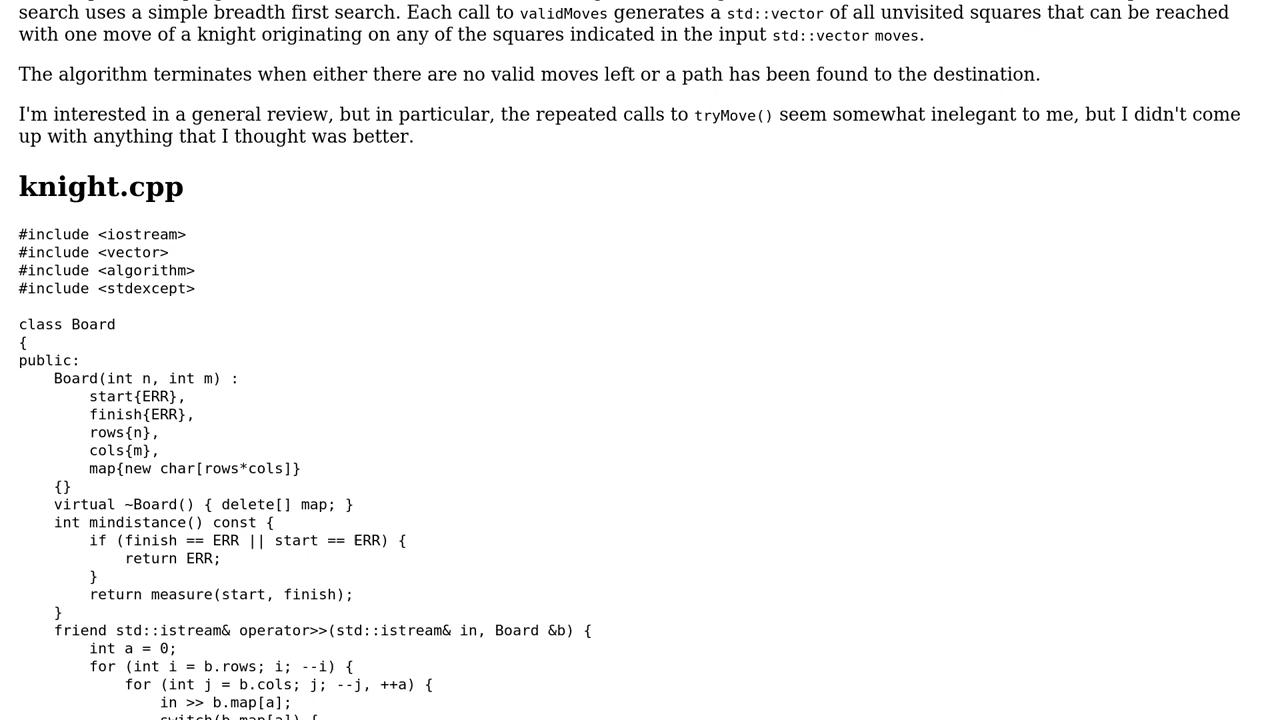 search uses a simple breadth first search. Each call to validMoves generates a std::vector of all unvisited squares that can be reached
with one move of a knight originating on any of the squares indicated in the input std::vector moves.
The algorithm terminates when either there are no valid moves left or a path has been found to the destination.
I'm interested in a general review, but in particular, the repeated calls to tryMove() seem somewhat inelegant to me, but I didn't come
up with anything that I thought was better.
knight.cpp
#include <iostream>
#include <vector>
#include <algorithm>
#include <stdexcept>
class Board
{
public:
    Board(int n, int m) :
        start{ERR},
        finish{ERR},
        rows{n},
        cols{m},
        map{new char[rows*cols]}
    {}
    virtual ~Board() { delete[] map; }
    int mindistance() const {
        if (finish == ERR || start == ERR) {
            return ERR;
        }
        return measure(start, finish);
    }
    friend std::istream& operator>>(std::istream& in, Board &b) {
        int a = 0;
        for (int i = b.rows; i; --i) {
            for (int j = b.cols; j; --j, ++a) {
                in >> b.map[a];
                switch(b.map[a]) {